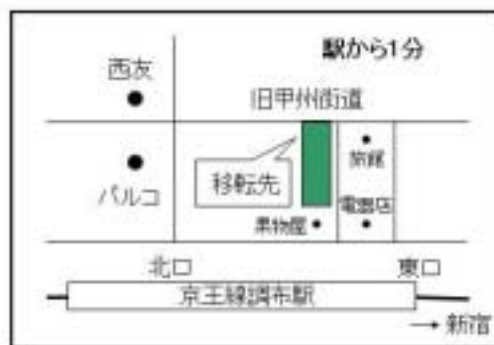 駅から1分
西友
旧甲州街道
パルコ
移転先
旅館
電器店
果物屋
北口
東口
京王線調布駅
→ 新宿